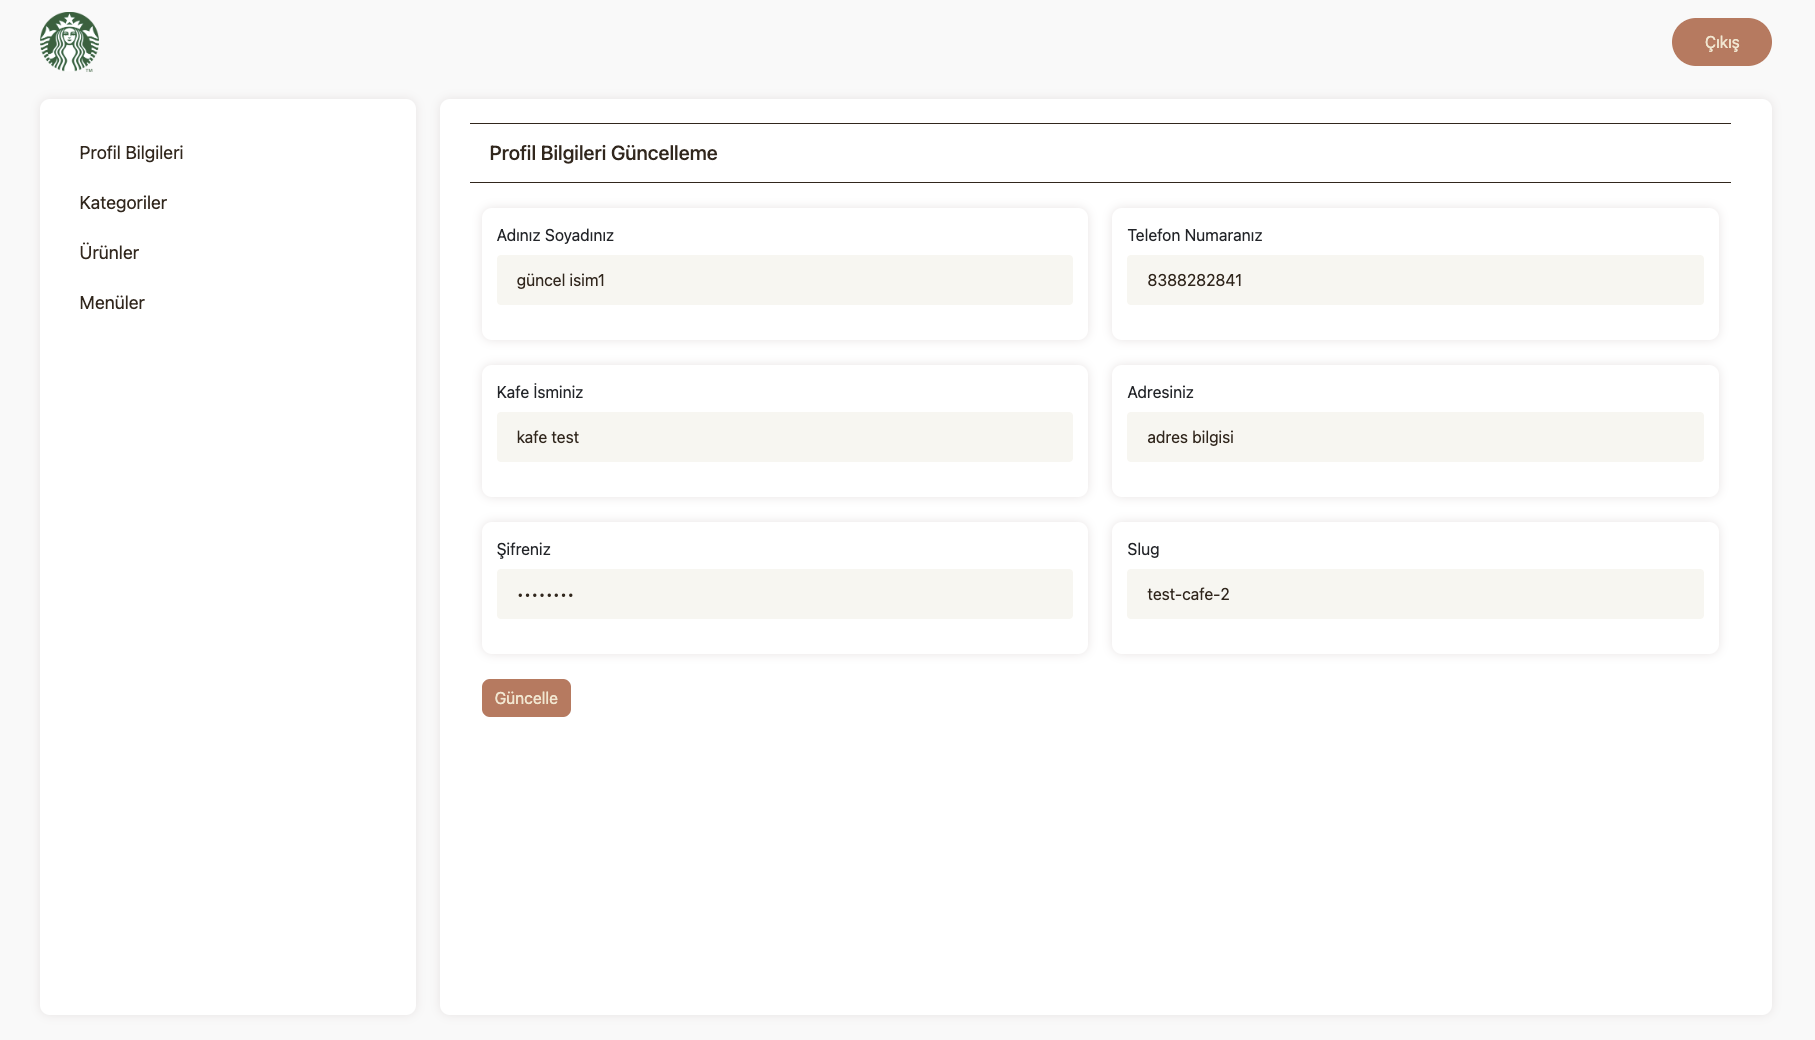 Çıkış
Profil Bilgileri
Kategoriler
Ürünler
Menüler
Profil Bilgileri Güncelleme
Adınız Soyadınız
güncel isim1
Telefon Numaranız
8388282841
Kafe İsminiz
kafe test
Adresiniz
adres bilgisi
Şifreniz
••••••••
Slug
test-cafe-2
Güncelle